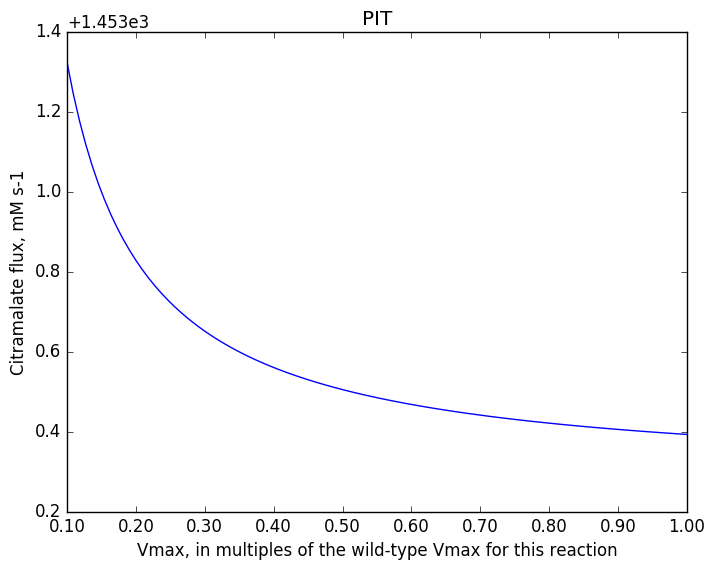 PIT
+1.453e3
1.4
1.2
1.0
0.8
0.6
0.4
0.2
Citramalate flux, mM s-1
0.10 0.20 0.30 0.40 0.50 0.60 0.70 0.80 0.90 1.00
Vmax, in multiples of the wild-type Vmax for this reaction